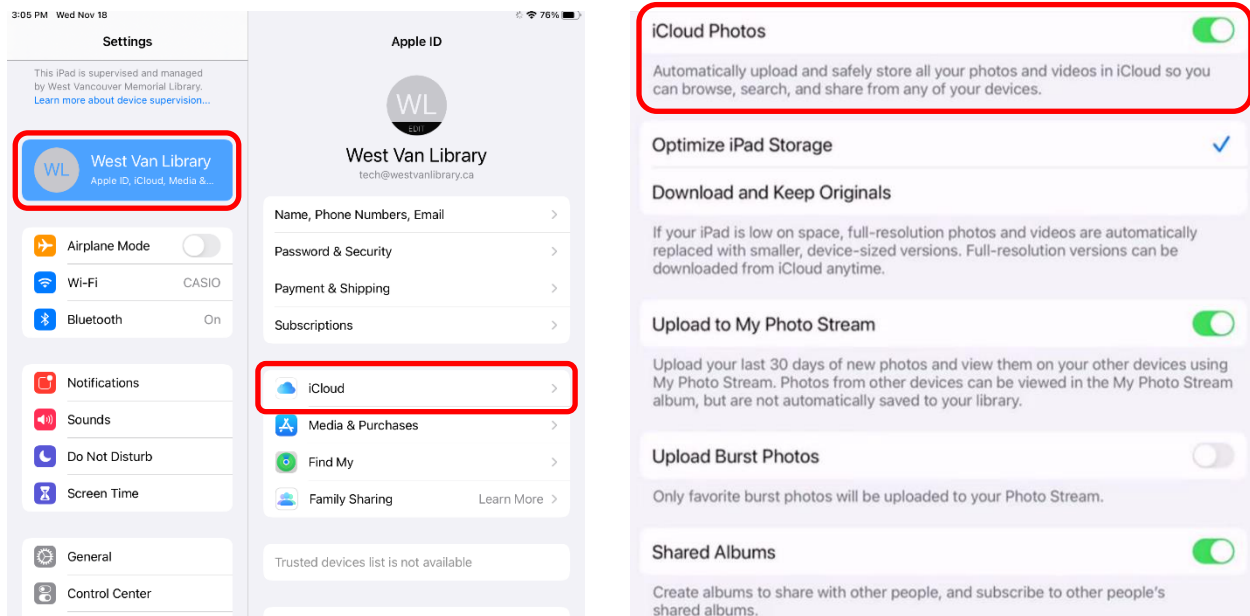 3:05 PM Wed Nov 18
76%
Settings
This iPad is supervised and managed
by West Vancouver Memorial Library.
Learn more about device supervision...
WL
West Van Library
Apple ID, iCloud, Media &...
Airplane Mode
Wi-Fi CASIO
Bluetooth On
Notifications
Sounds
Do Not Disturb
Screen Time
General
Control Center
Apple ID
WL
EDIT
West Van Library
tech@westvanlibrary.ca
Name, Phone Numbers, Email
Password & Security
Payment & Shipping
Subscriptions
iCloud
Media & Purchases
Find My
Family Sharing Learn More
Trusted devices list is not available
iCloud Photos
Automatically upload and safely store all your photos and videos in iCloud so you
can browse, search, and share from any of your devices.
Optimize iPad Storage
Download and Keep Originals
If your iPad is low on space, full-resolution photos and videos are automatically
replaced with smaller, device-sized versions. Full-resolution versions can be
downloaded from iCloud anytime.
Upload to My Photo Stream
Upload your last 30 days of new photos and view them on your other devices using
My Photo Stream. Photos from other devices can be viewed in the My Photo Stream
album, but are not automatically saved to your library.
Upload Burst Photos
Only favorite burst photos will be uploaded to your Photo Stream.
Shared Albums
Create albums to share with other people, and subscribe to other people's
shared albums.